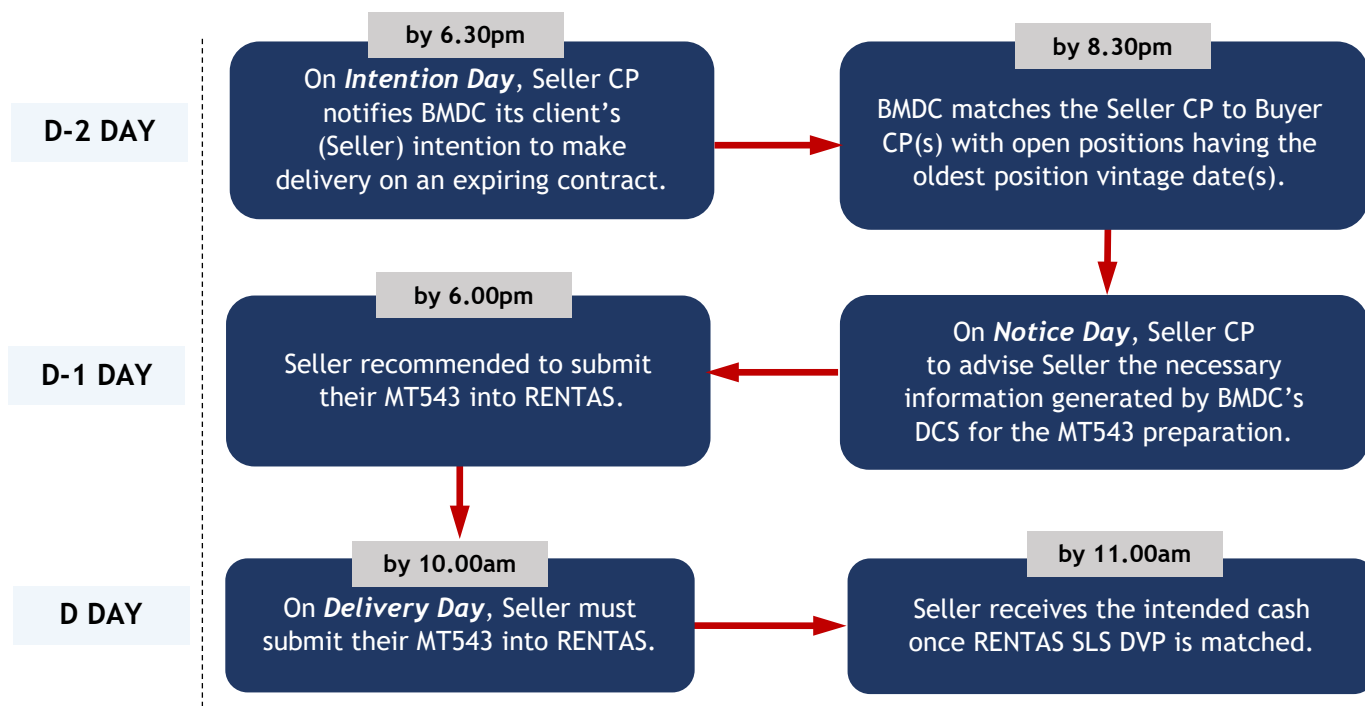 D-2 DAY
by 6.30pm
On Intention Day, Seller CP
notifies BMDC its client’s
(Seller) intention to make
delivery on an expiring contract.
by 8.30pm
BMDC matches the Seller CP to Buyer
CP(s) with open positions having the
oldest position vintage date(s).
D-1 DAY
On Notice Day, Seller CP
to advise Seller the necessary
information generated by BMDC’s
DCS for the MT543 preparation.
by 6.00pm
Seller recommended to submit
their MT543 into RENTAS.
D DAY
by 10.00am
On Delivery Day, Seller must
submit their MT543 into RENTAS.
by 11.00am
Seller receives the intended cash
once RENTAS SLS DVP is matched.